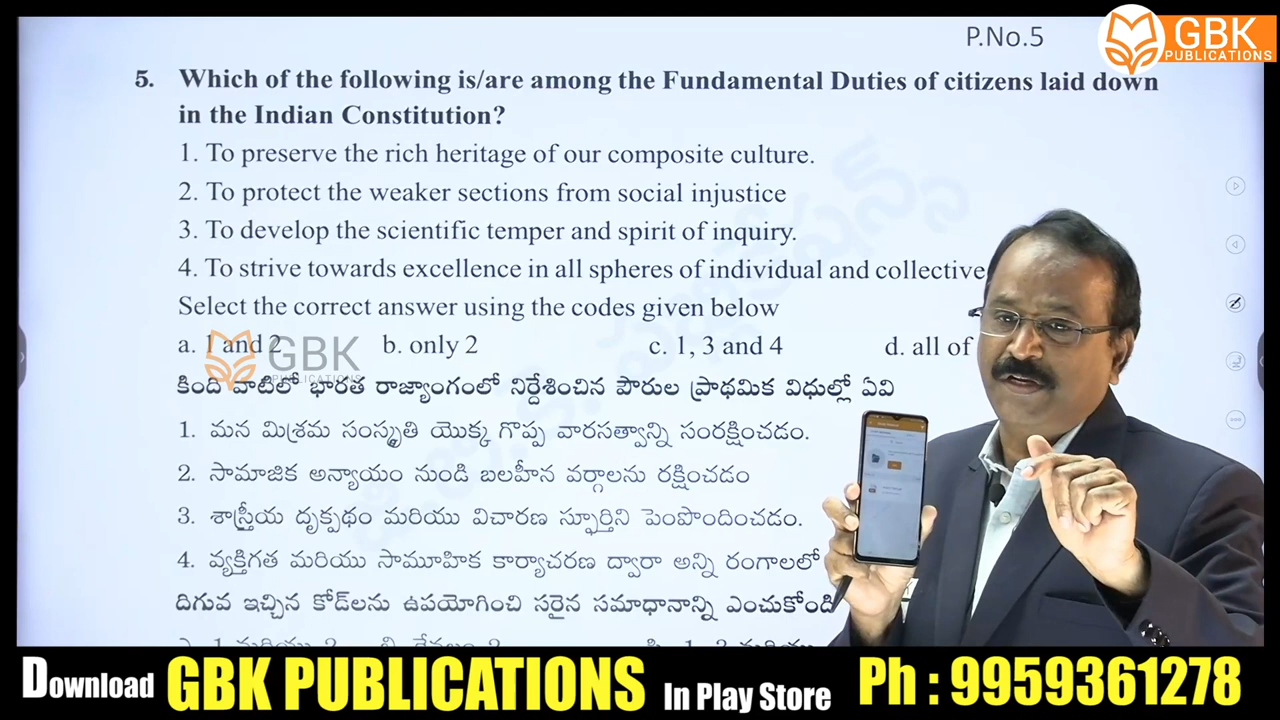 P.No.5
GBK
PUBLICATIONS
5. Which of the following is/are among the Fundamental Duties of citizens laid down
in the Indian Constitution?
1. To preserve the rich heritage of our composite culture.
2. To protect the weaker sections from social injustice
3. To develop the scientific temper and spirit of inquiry.
4. To strive towards excellence in all spheres of individual and collective
Select the correct answer using the codes given below
a. 1 and 2 b. only 2 c. 1, 3 and 4 d. all of
GBK
PUBLICATIONS
కింది వాటిలో భారత రాజ్యాంగంలో నిర్దేశించిన పౌరుల ప్రాథమిక విధుల్లో ఏవి
1. మన మిశ్రమ సంస్కృతి యొక్క గొప్ప వారసత్వాన్ని సంరక్షించడం.
2. సామాజిక అన్యాయం నుండి బలహీన వర్గాలను రక్షించడం
3. శాస్త్రీయ దృక్పథం మరియు విచారణ స్ఫూర్తిని పెంపొందించడం.
4. వ్యక్తిగత మరియు సామూహిక కార్యాచరణ ద్వారా అన్ని రంగాలలో
దిగువ ఇచ్చిన కోడ్‌లను ఉపయోగించి సరైన సమాధానాన్ని ఎంచుకోండి
Download GBK PUBLICATIONS In Play Store Ph : 9959361278